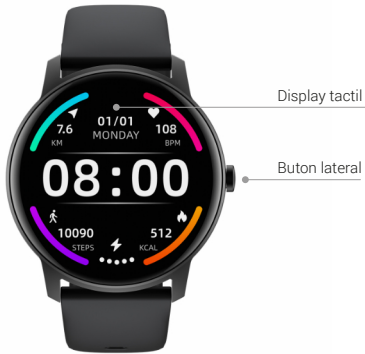 Display tactil
01/01
7.6
MONDAY
108
KM
BPM
08:00
10090
512
STEPS
KCAL
Buton lateral